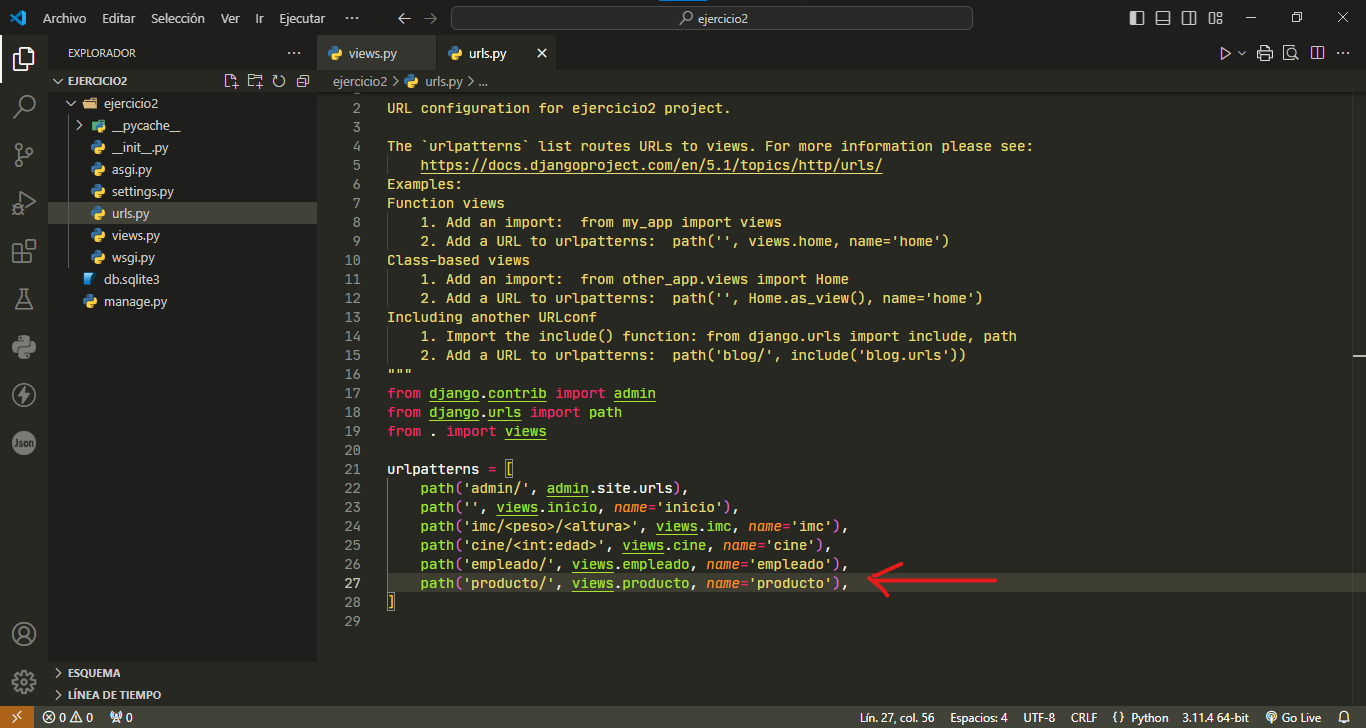 Archivo Editar Selección Ver Ir Ejecutar ···
ejercicio2
EXPLORADOR ···
EJERCICIO2
ejercicio2
__pycache__
__init__.py
asgi.py
settings.py
urls.py
views.py
wsgi.py
db.sqlite3
manage.py
ESQUEMA
LÍNEA DE TIEMPO
Json
views.py urls.py
ejercicio2 > urls.py > ...
2 URL configuration for ejercicio2 project.
3
4 The `urlpatterns` list routes URLs to views. For more information please see:
5 https://docs.djangoproject.com/en/5.1/topics/http/urls/
6 Examples:
7 Function views
8 1. Add an import:  from my_app import views
9 2. Add a URL to urlpatterns:  path('', views.home, name='home')
10 Class-based views
11 1. Add an import:  from other_app.views import Home
12 2. Add a URL to urlpatterns:  path('', Home.as_view(), name='home')
13 Including another URLconf
14 1. Import the include() function: from django.urls import include, path
15 2. Add a URL to urlpatterns:  path('blog/', include('blog.urls'))
16 """
17 from django.contrib import admin
18 from django.urls import path
19 from . import views
20
21 urlpatterns = [
22 path('admin/', admin.site.urls),
23 path('', views.inicio, name='inicio'),
24 path('imc/<peso>/<altura>', views.imc, name='imc'),
25 path('cine/<int:edad>', views.cine, name='cine'),
26 path('empleado/', views.empleado, name='empleado'),
27 path('producto/', views.producto, name='producto'),
28 ]
29
0 0 0 Lín. 27, col. 56 Espacios: 4 UTF-8 CRLF {} Python 3.11.4 64-bit Go Live